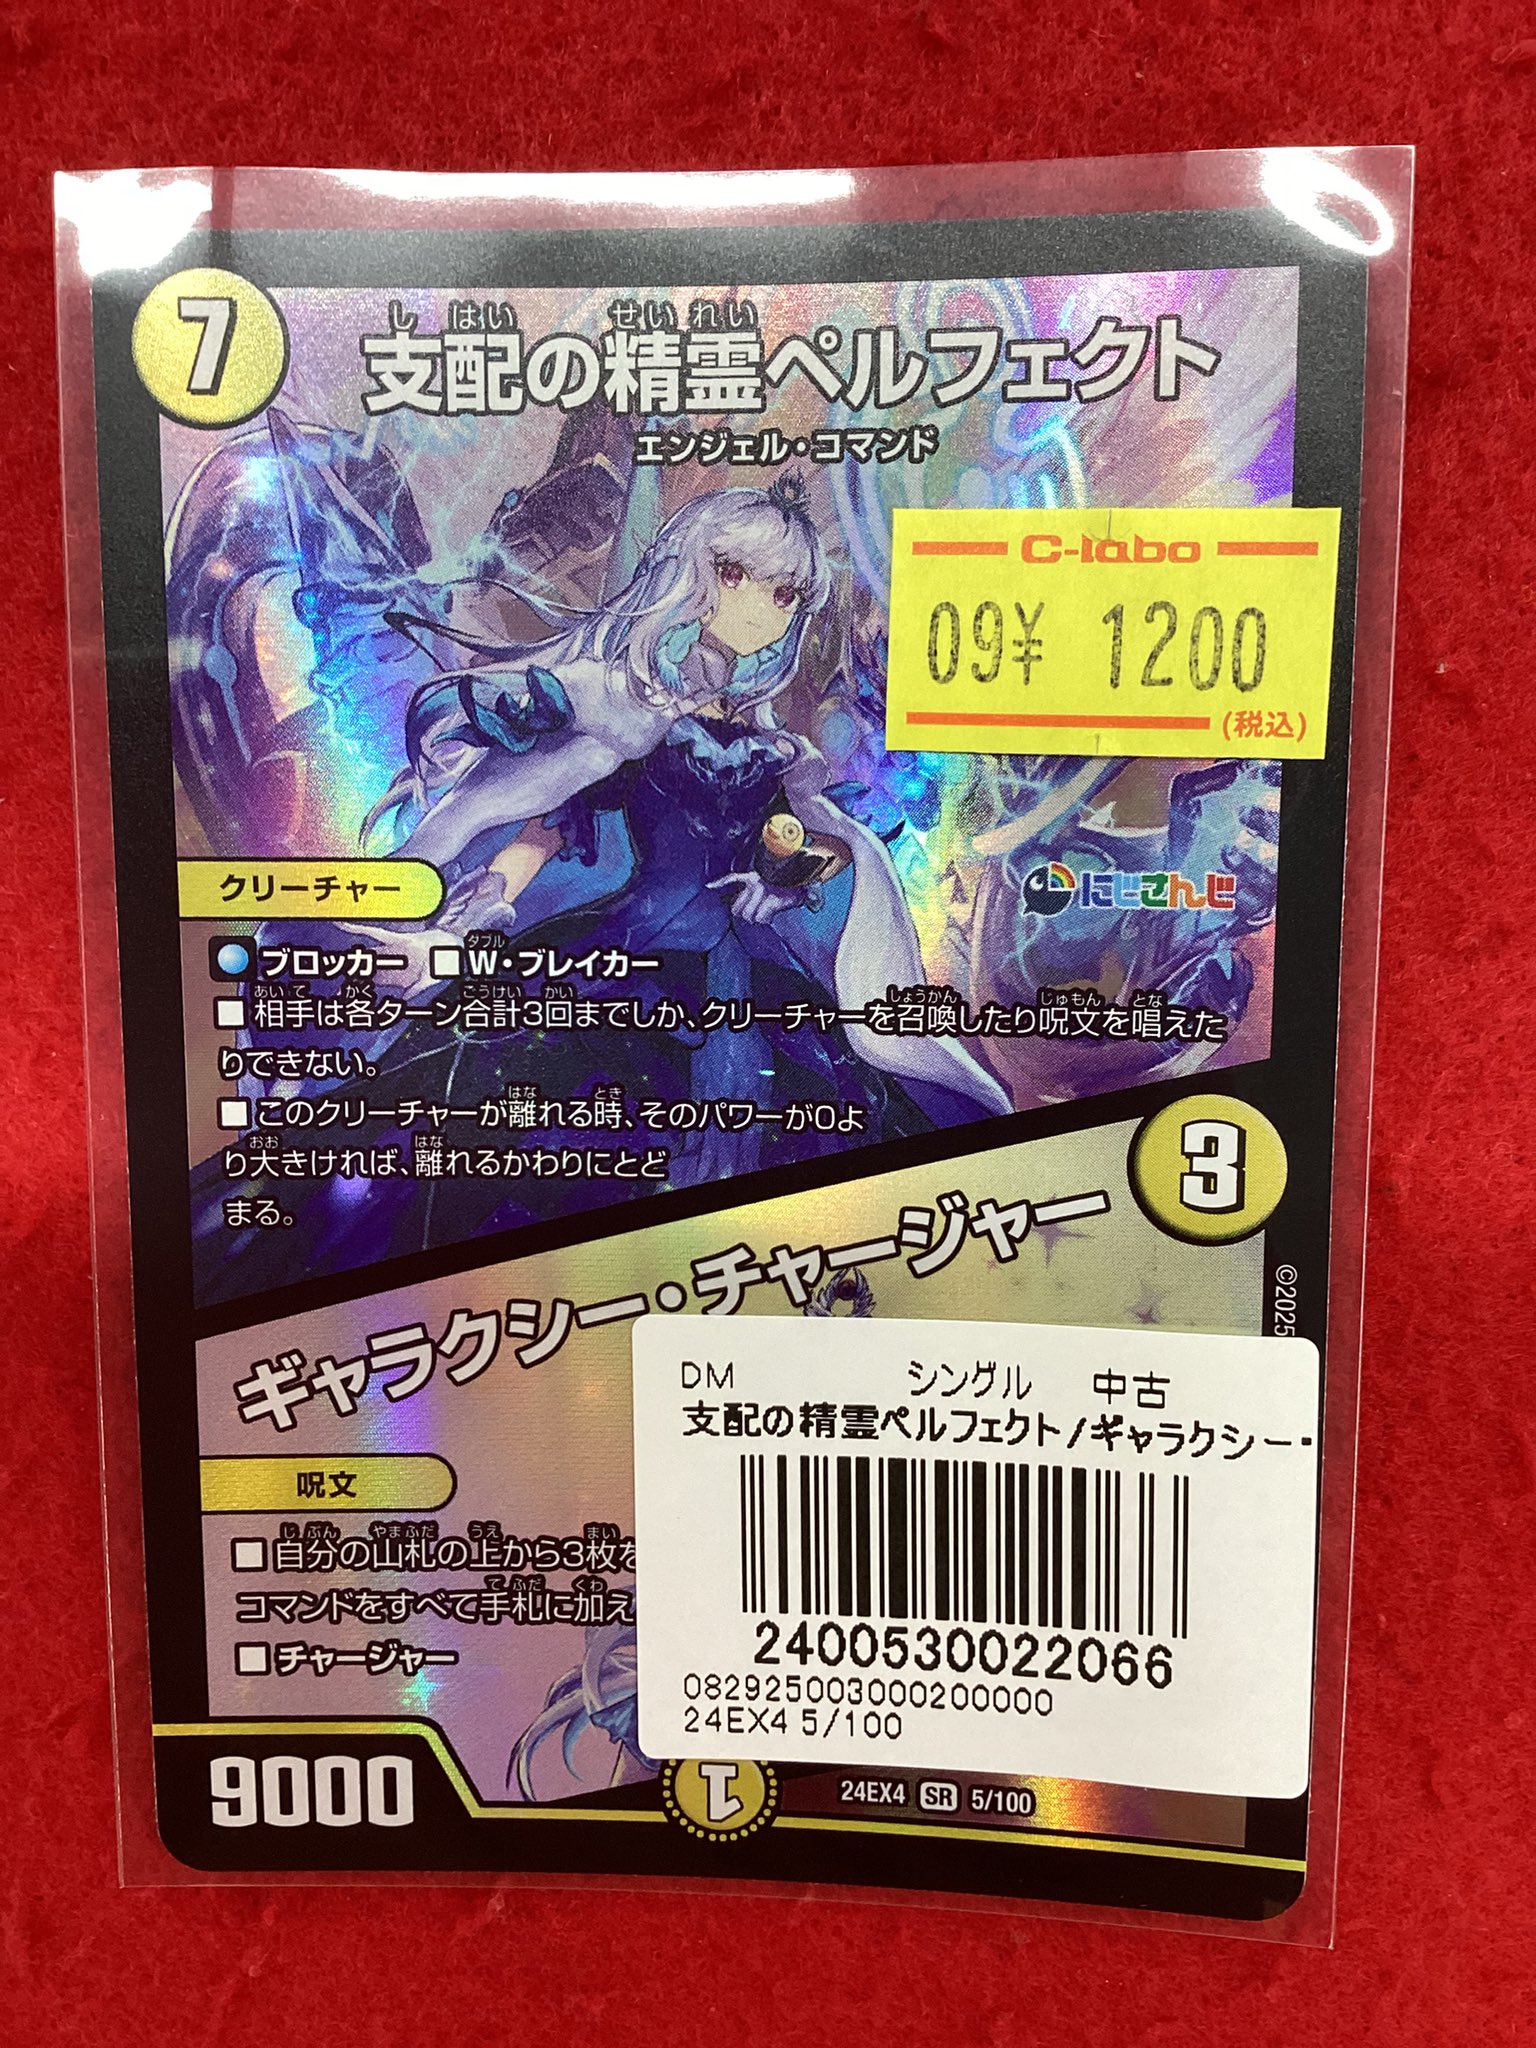 7
支配の精霊ペルフェクト
しはい せいれい
エンジェル・コマンド
C-labo
09¥ 1200
(税込)
クリーチャー
にじさんじ
ブロッカー ■W・ブレイカー
ダブル
■相手は各ターン合計3回までしか、クリーチャーを召喚したり呪文を唱えた
あいて かく ごうけい かい しょうかん じゅもん とな
りできない。
■このクリーチャーが離れる時、そのパワーが0よ
はな とき
り大きければ、離れるかわりにとど
おお はな
まる。
3
ギャラクシー・チャージャー
©2025
呪文
■自分の山札の上から3枚を
じぶん やまふだ うえ まい
コマンドをすべて手札に加え
てふだ くわ
■チャージャー
DM シングル 中古
支配の精霊ペルフェクト/ギャラクシー・
2400530022066
082925003000200000
24EX4 5/100
9000
1
24EX4 SR 5/100